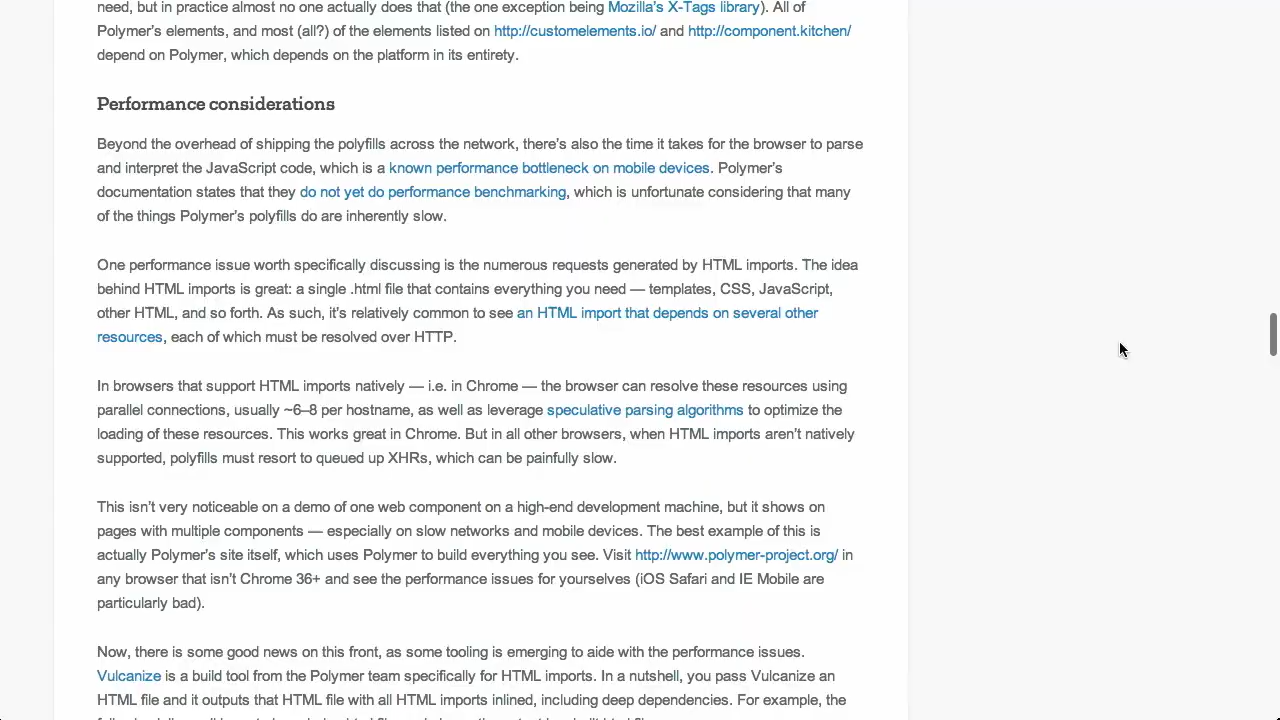 need, but in practice almost no one actually does that (the one exception being Mozilla's X-Tags library). All of
Polymer's elements, and most (all?) of the elements listed on http://customelements.io/ and http://component.kitchen/
depend on Polymer, which depends on the platform in its entirety.
Performance considerations
Beyond the overhead of shipping the polyfills across the network, there's also the time it takes for the browser to parse
and interpret the JavaScript code, which is a known performance bottleneck on mobile devices. Polymer's
documentation states that they do not yet do performance benchmarking, which is unfortunate considering that many
of the things Polymer's polyfills do are inherently slow.
One performance issue worth specifically discussing is the numerous requests generated by HTML imports. The idea
behind HTML imports is great: a single .html file that contains everything you need — templates, CSS, JavaScript,
other HTML, and so forth. As such, it's relatively common to see an HTML import that depends on several other
resources, each of which must be resolved over HTTP.
In browsers that support HTML imports natively — i.e. in Chrome — the browser can resolve these resources using
parallel connections, usually ~6–8 per hostname, as well as leverage speculative parsing algorithms to optimize the
loading of these resources. This works great in Chrome. But in all other browsers, when HTML imports aren't natively
supported, polyfills must resort to queued up XHRs, which can be painfully slow.
This isn't very noticeable on a demo of one web component on a high-end development machine, but it shows on
pages with multiple components — especially on slow networks and mobile devices. The best example of this is
actually Polymer's site itself, which uses Polymer to build everything you see. Visit http://www.polymer-project.org/ in
any browser that isn't Chrome 36+ and see the performance issues for yourselves (iOS Safari and IE Mobile are
particularly bad).
Now, there is some good news on this front, as some tooling is emerging to aide with the performance issues.
Vulcanize is a build tool from the Polymer team specifically for HTML imports. In a nutshell, you pass Vulcanize an
HTML file and it outputs that HTML file with all HTML imports inlined, including deep dependencies. For example, the